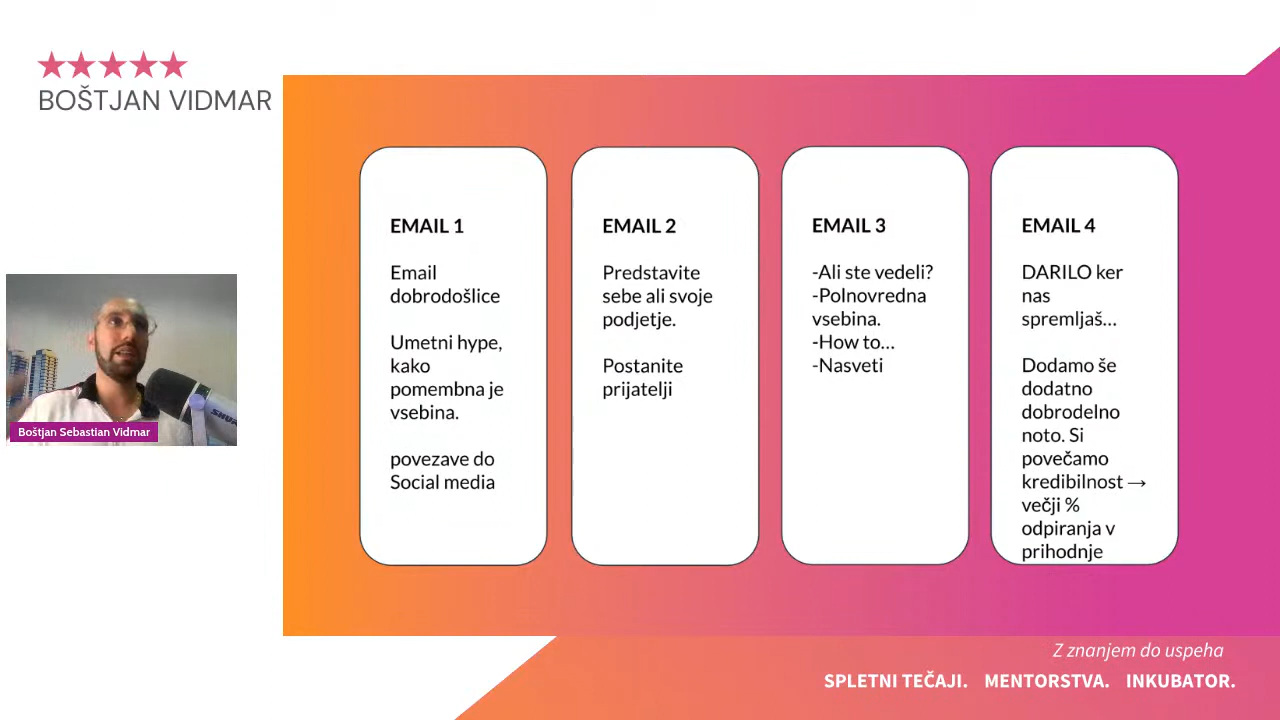 BOŠTJAN VIDMAR
EMAIL 1
Email
dobrodošlice
Umetni hype,
kako
pomembna je
vsebina.
povezave do
Social media
EMAIL 2
Predstavite
sebe ali svoje
podjetje.
Postanite
prijatelji
EMAIL 3
-Ali ste vedeli?
-Polnovredna
vsebina.
-How to...
-Nasveti
EMAIL 4
DARILO ker
nas
spremljaš...
Dodamo še
dodatno
dobrodelno
noto. Si
povečamo
kredibilnost →
večji %
odpiranja v
prihodnje
SHURE
Boštjan Sebastian Vidmar
Z znanjem do uspeha
SPLETNI TEČAJI. MENTORSTVA. INKUBATOR.